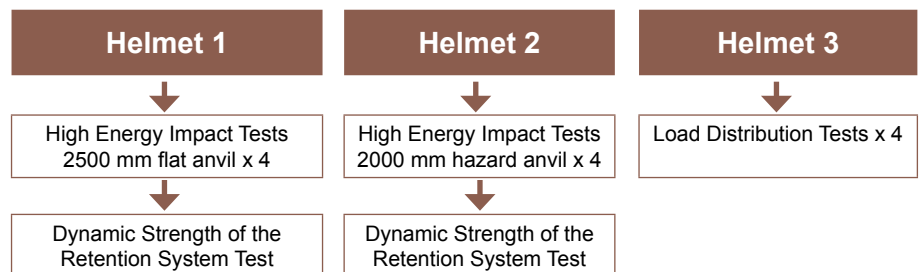 Helmet 1
High Energy Impact Tests
2500 mm flat anvil x 4
Dynamic Strength of the
Retention System Test
Helmet 2
High Energy Impact Tests
2000 mm hazard anvil x 4
Dynamic Strength of the
Retention System Test
Helmet 3
Load Distribution Tests x 4